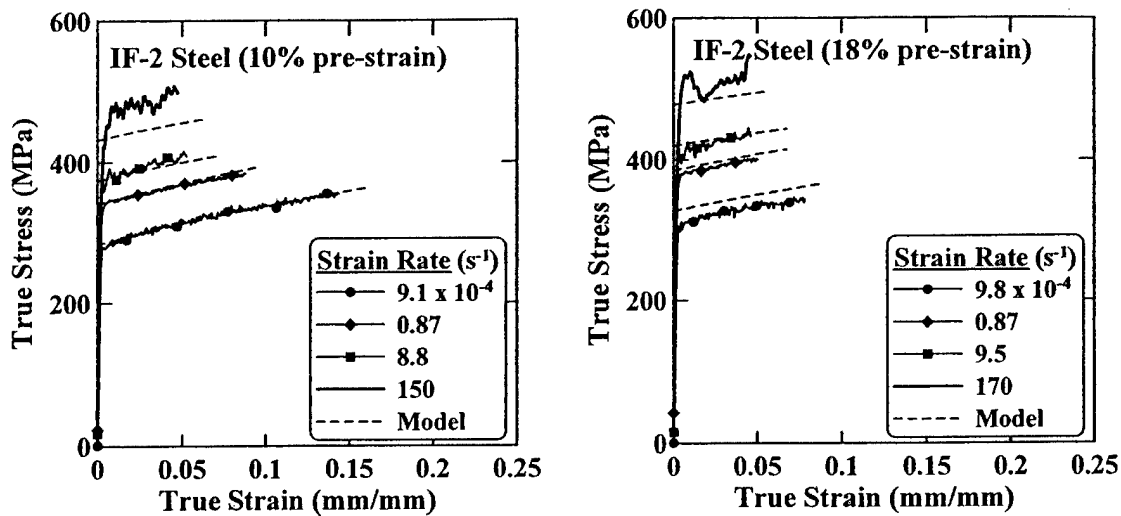 600
IF-2 Steel (10% pre-strain)
400
200
0
True Stress (MPa)
Strain Rate (s⁻¹)
9.1 x 10⁻⁴
0.87
8.8
150
Model
0 0.05 0.1 0.15 0.2 0.25
True Strain (mm/mm)
600
IF-2 Steel (18% pre-strain)
500
400
300
200
100
0
True Stress (MPa)
Strain Rate (s⁻¹)
9.8 x 10⁻⁴
0.87
9.5
170
Model
0 0.05 0.1 0.15 0.2 0.25
True Strain (mm/mm)